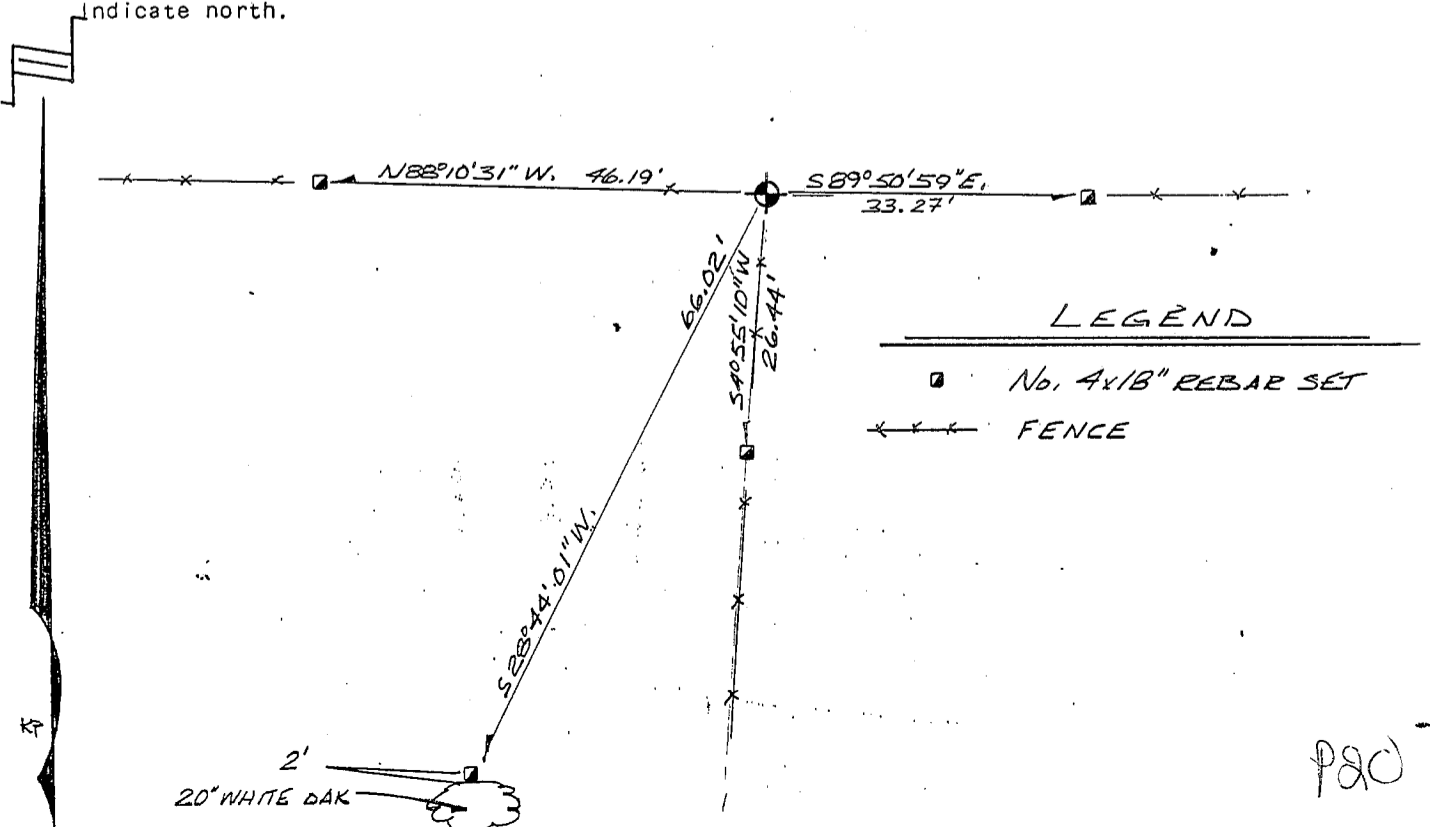 indicate north.
N88°10'31" W. 46.19'
S89°50'59"E.
33.27'
66.02'
S4°55'10"W
26.44'
S28°44'01"W.
LEGEND
No. 4x18" REBAR SET
FENCE
2'
20" WHITE OAK
P20